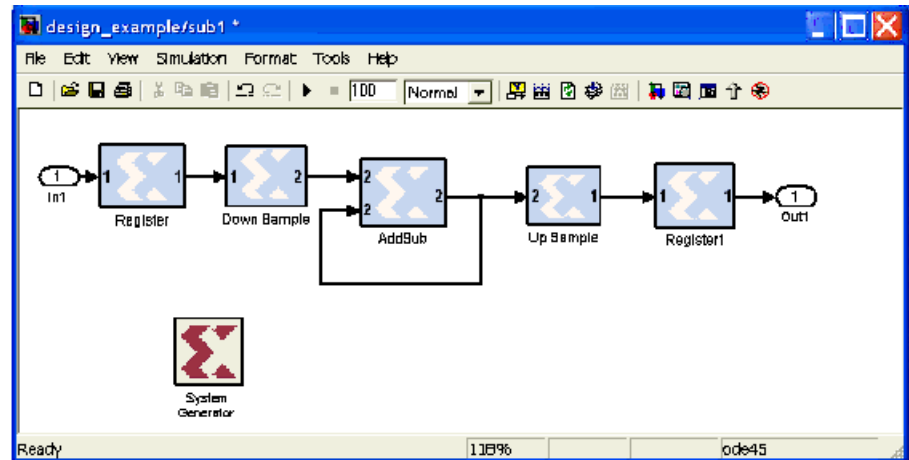 design_example/sub1 *
File Edit View Simulation Format Tools Help
100 Normal
1 1 1 1 2 2 2 2 2 1 1 1 1
In1 Register Down Sample AddSub Up Sample Register1 Out1
System
Generator
Ready 118% ode45